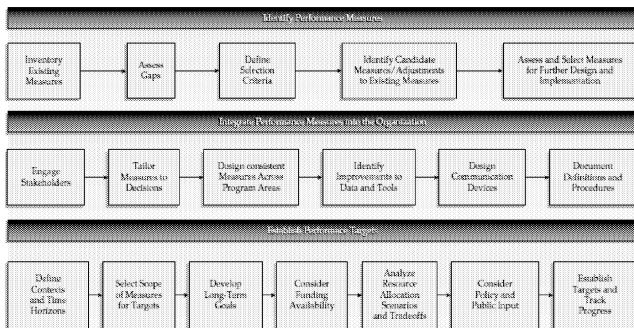 Identify Performance Measures
Inventory
Existing
Measures
Assess
Gaps
Define
Selection
Criteria
Identify Candidate
Measures/Adjustments
to Existing Measures
Assess and Select Measures
for Further Design and
Implementation
Integrate Performance Measures into the Organization
Engage
Stakeholders
Tailor
Measures to
Decisions
Design consistent
Measures Across
Program Areas
Identify
Improvements to
Data and Tools
Design
Communication
Devices
Document
Definitions and
Procedures
Establish Performance Targets
Define
Contexts
and Time
Horizons
Select Scope
of Measures
for Targets
Develop
Long-Term
Goals
Consider
Funding
Availability
Analyze
Resource
Allocation
Scenarios
and Tradeoffs
Consider
Policy and
Public Input
Establish
Targets and
Track
Progress